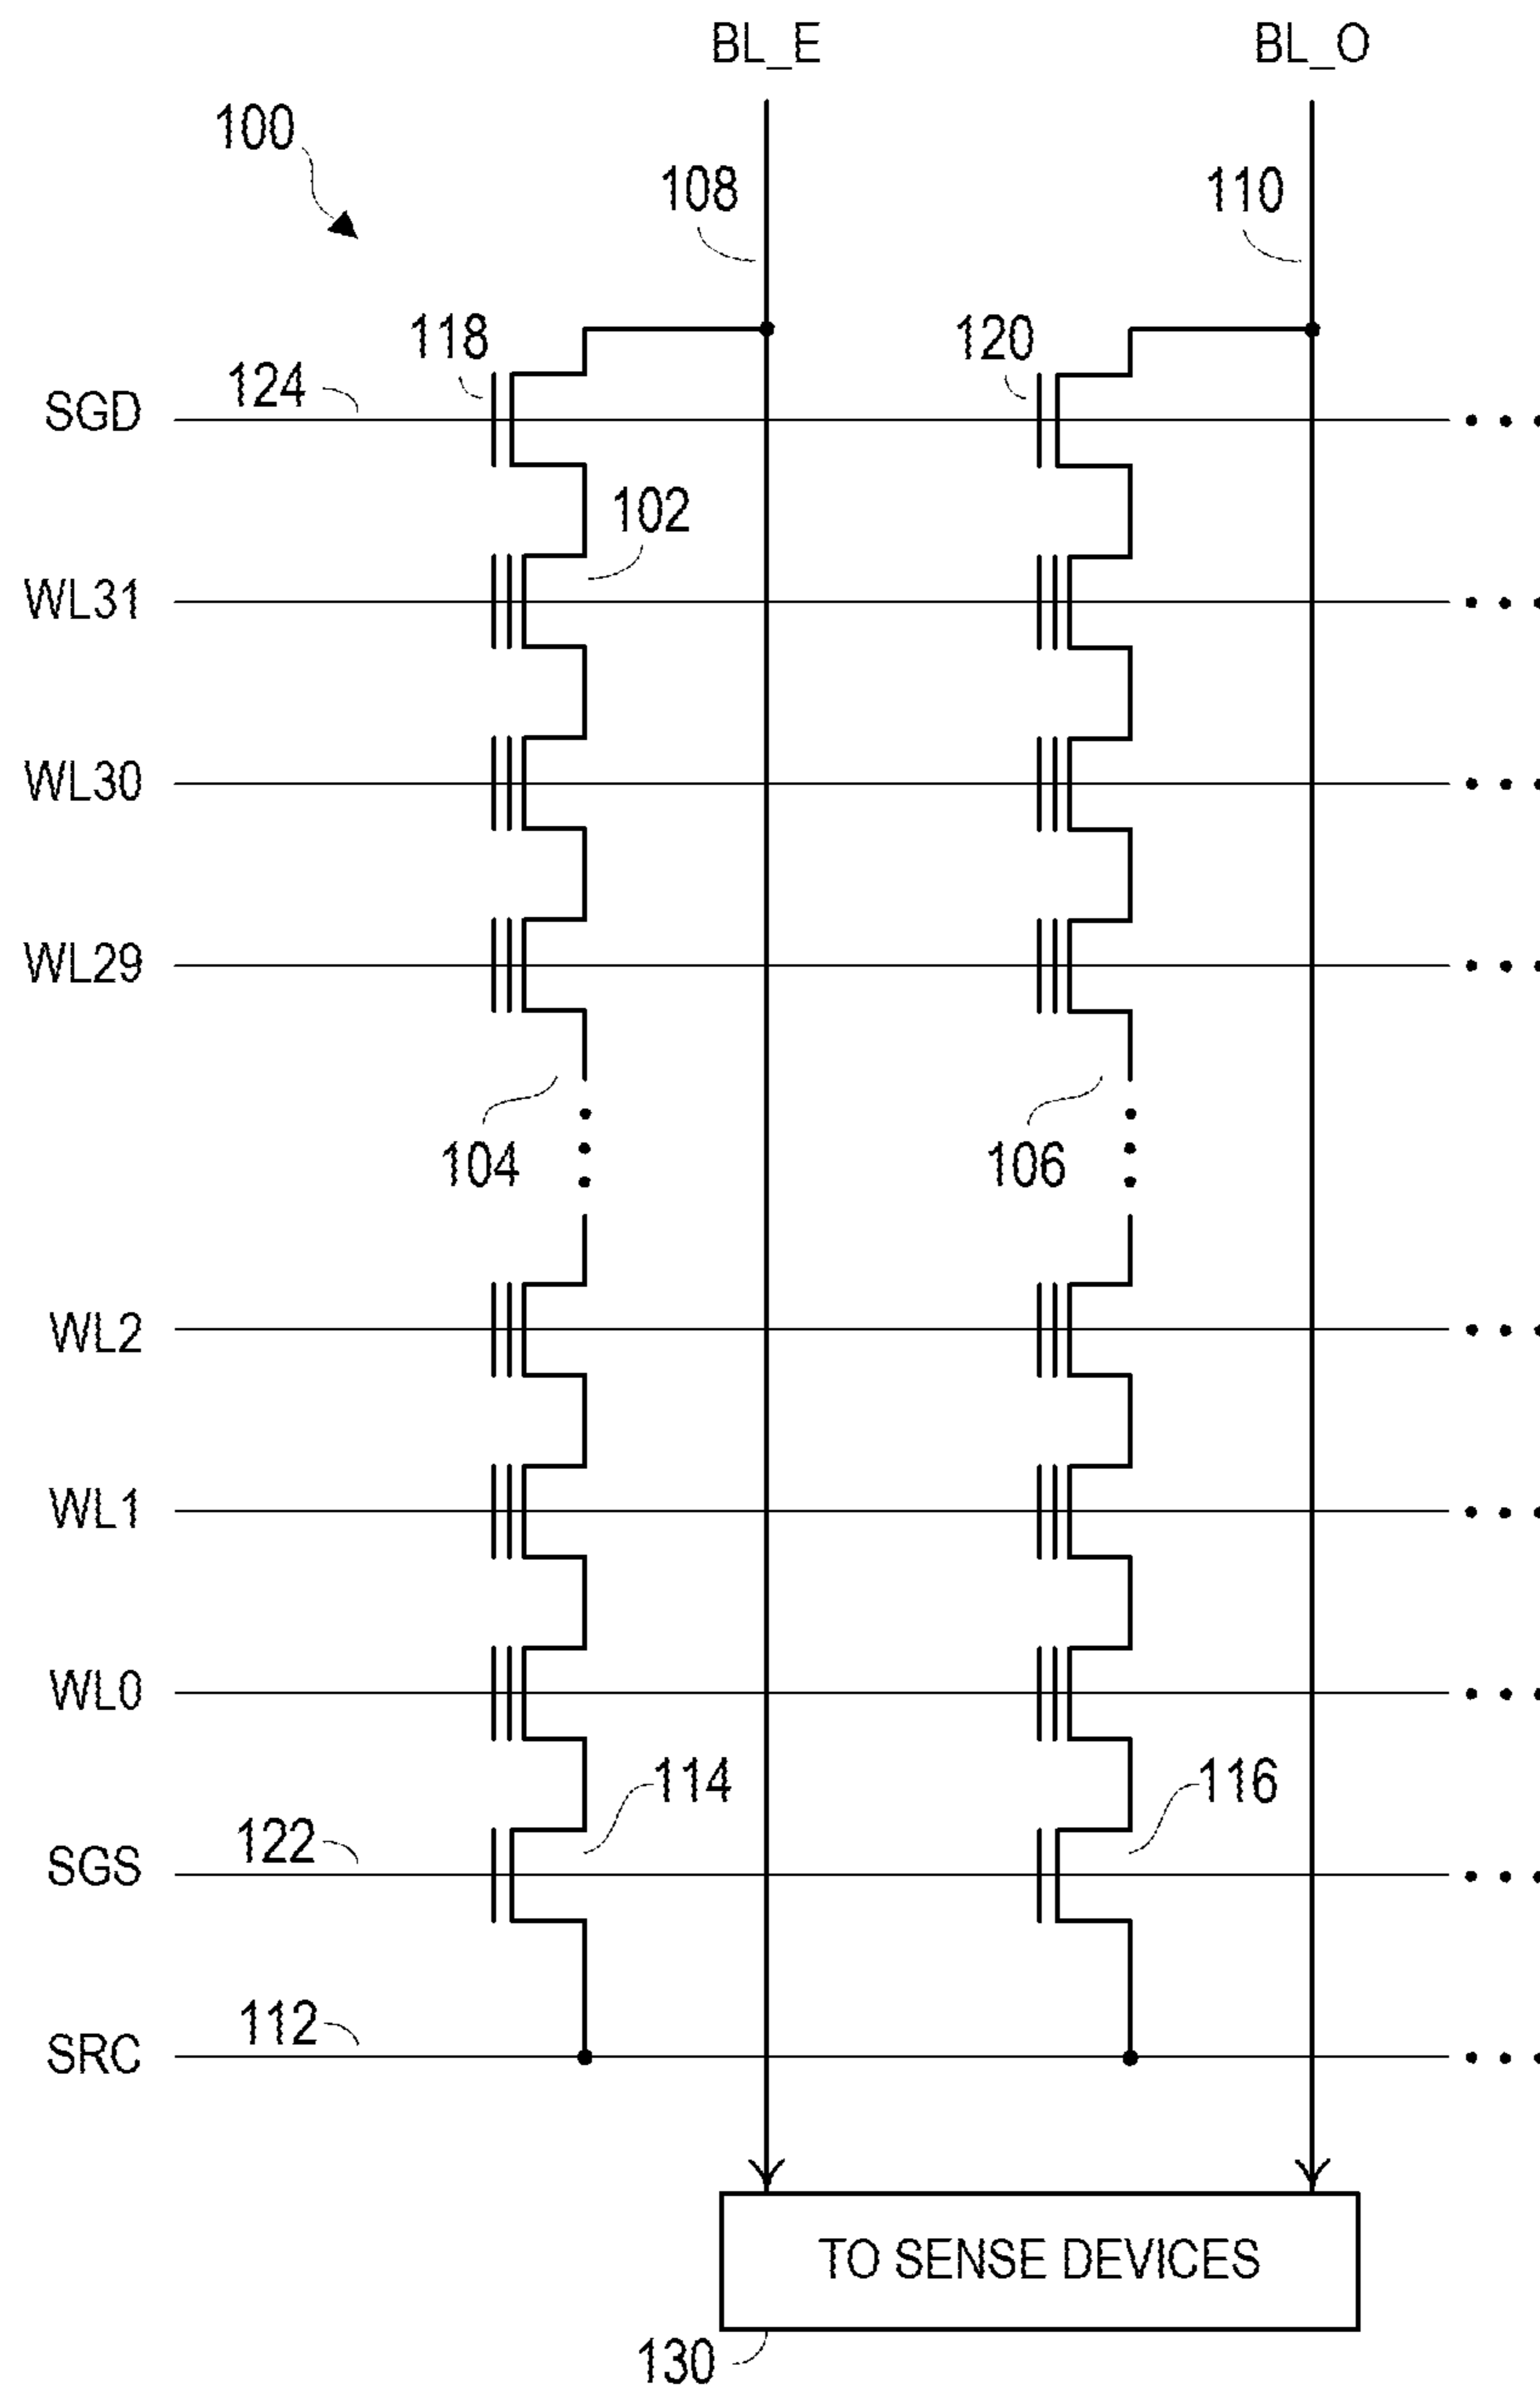 BL_E BL_O
100
108 110
118 120
SGD 124
102
WL31
WL30
WL29
104 106
WL2
WL1
WL0
114 116
SGS 122
SRC 112
TO SENSE DEVICES
130